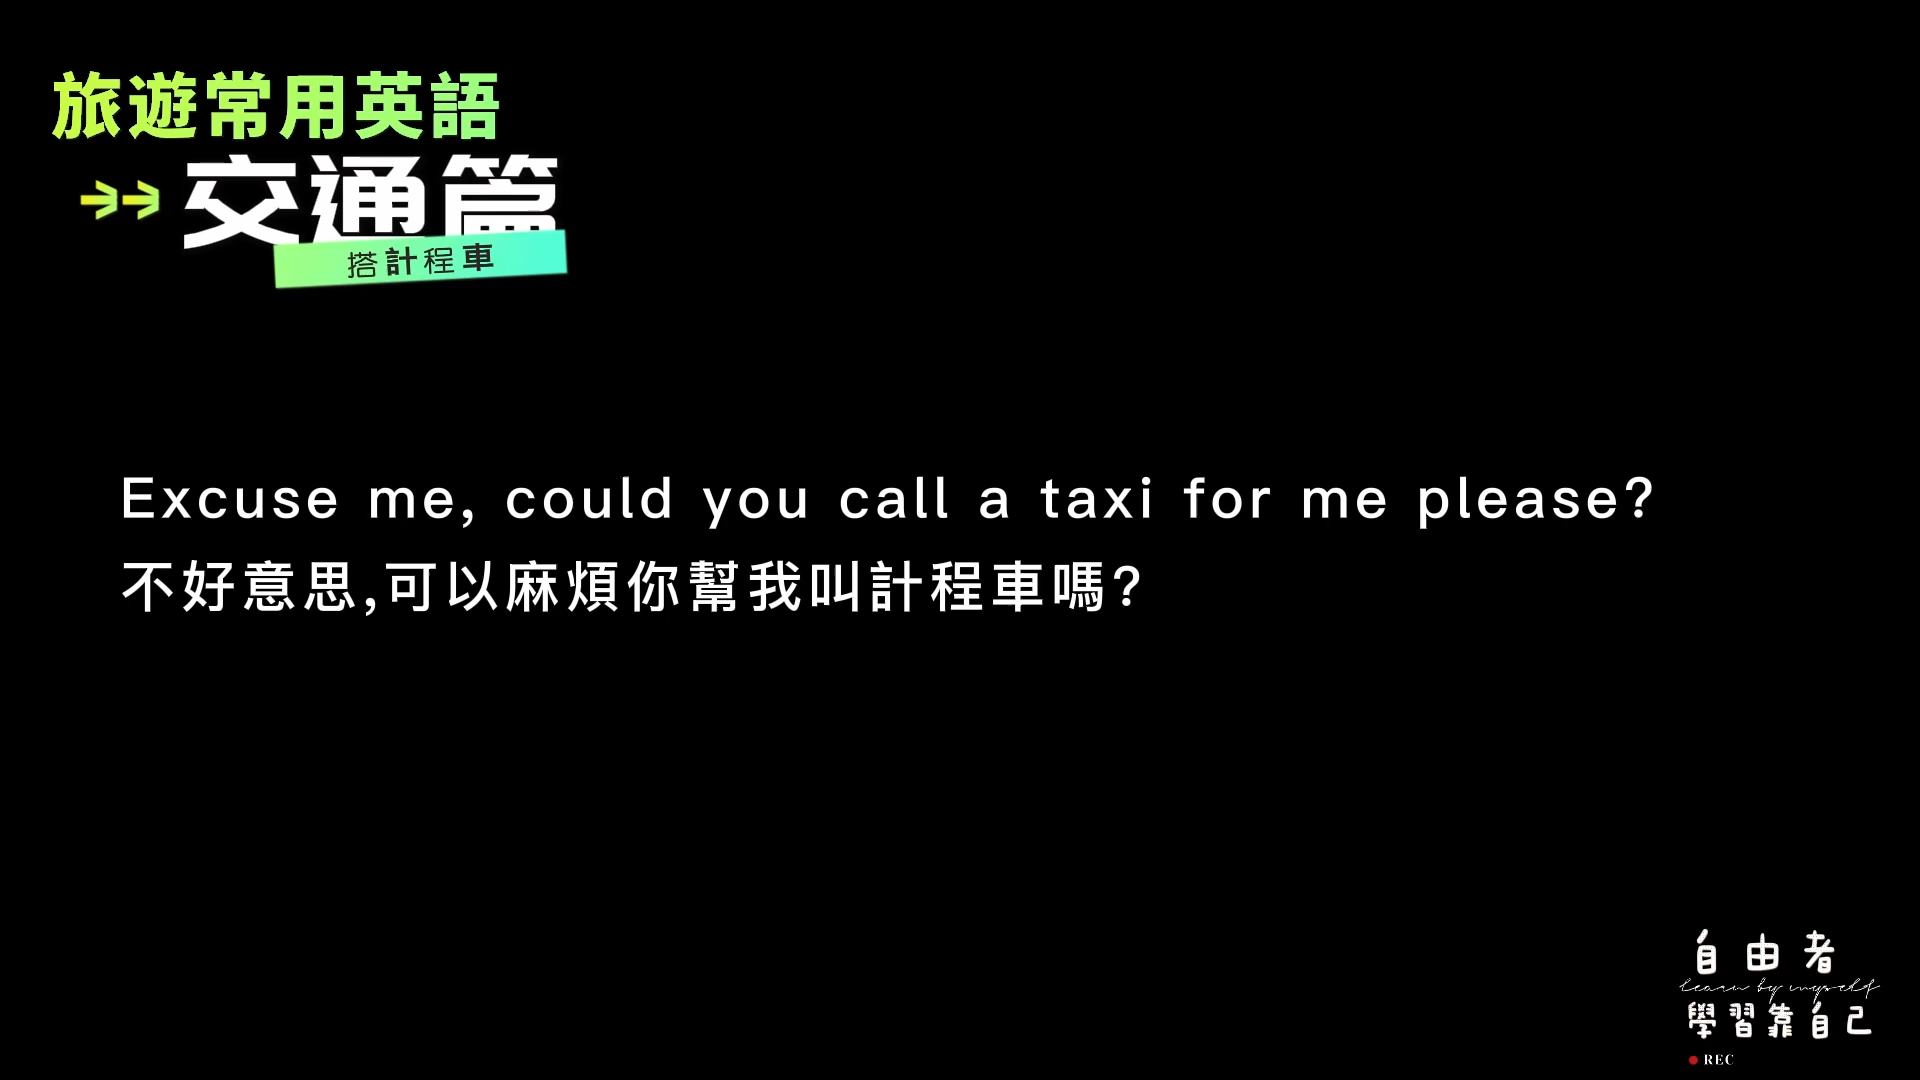 旅遊常用英語
交通篇
搭計程車
Excuse me, could you call a taxi for me please?
不好意思,可以麻煩你幫我叫計程車嗎?
自由者
learn by myself
學習靠自己
REC